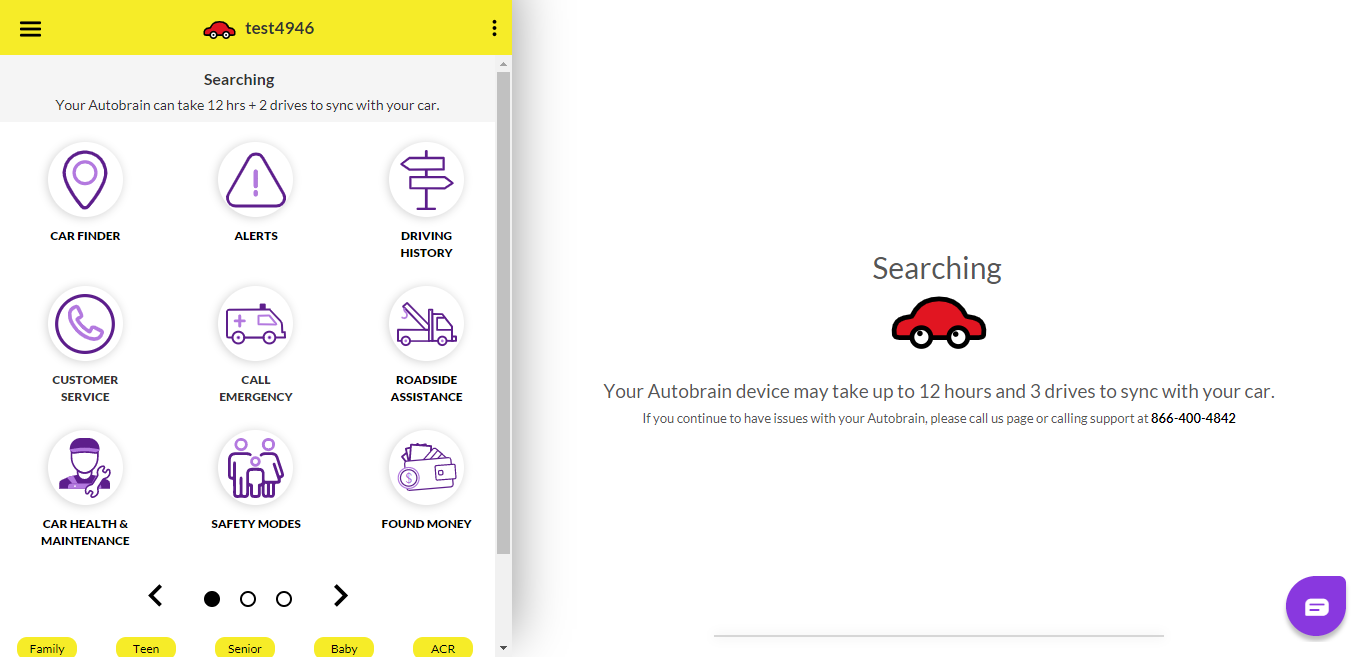 test4946
Searching
Your Autobrain can take 12 hrs + 2 drives to sync with your car.
CAR FINDER
ALERTS
DRIVING
HISTORY
CUSTOMER
SERVICE
CALL
EMERGENCY
ROADSIDE
ASSISTANCE
$
CAR HEALTH &
MAINTENANCE
SAFETY MODES
FOUND MONEY
Family
Teen
Senior
Baby
ACR
Searching
Your Autobrain device may take up to 12 hours and 3 drives to sync with your car.
If you continue to have issues with your Autobrain, please call us page or calling support at 866-400-4842